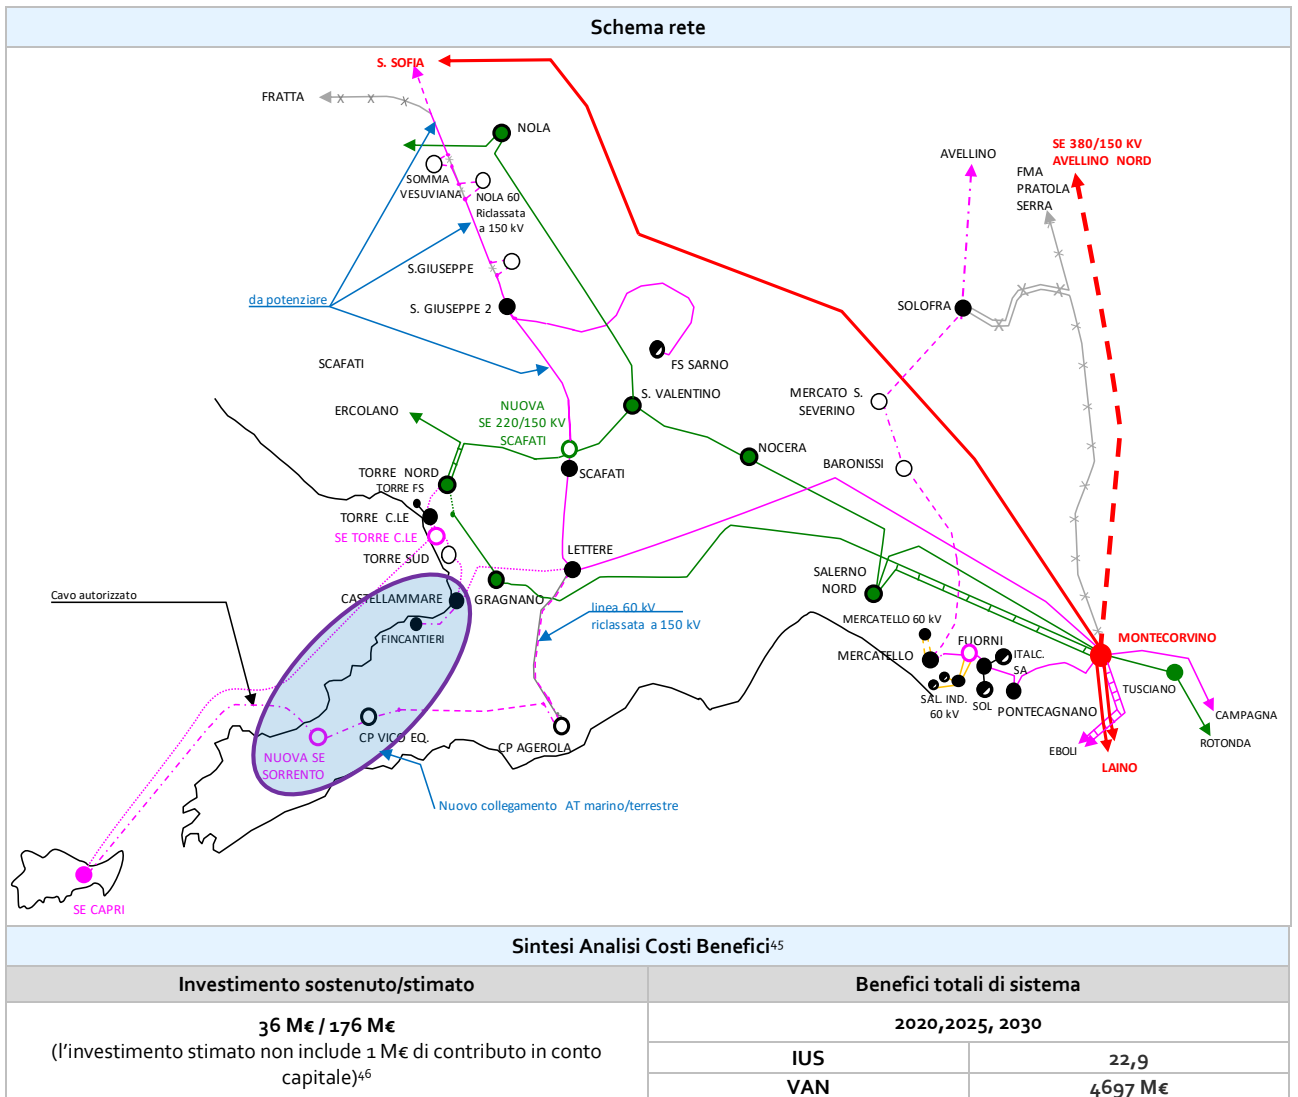 Schema rete
S. SOFIA
FRATTA
NOLA
SOMMA
VESUVIANA
NOLA 60
Riclassata
a 150 kV
AVELLINO
SE 380/150 KV
AVELLINO NORD
FMA
PRATOLA
SERRA
S.GIUSEPPE
da potenziare
S. GIUSEPPE 2
SOLOFRA
SCAFATI
FS SARNO
MERCATO S.
SEVERINO
S. VALENTINO
ERCOLANO
NUOVA
SE 220/150 KV
SCAFATI
NOCERA
BARONISSI
TORRE NORD
SCAFATI
TORRE FS
TORRE C.LE
SE TORRE C.LE
TORRE SUD
LETTERE
SALERNO
NORD
Cavo autorizzato
CASTELLAMMARE
GRAGNANO
linea 60 kV
riclassata a 150 kV
FINCANTIERI
MERCATELLO 60 kV
FUORNI
MONTECORVINO
MERCATELLO
ITALC.
SA
TUSCIANO
SAL. IND.
60 kV
SOL
PONTECAGNANO
CAMPAGNA
CP VICO EQ.
CP AGEROLA
EBOLI
ROTONDA
NUOVA SE
SORRENTO
LAINO
Nuovo collegamento AT marino/terrestre
SE CAPRI
Sintesi Analisi Costi Benefici45
Investimento sostenuto/stimato
Benefici totali di sistema
36 M€ / 176 M€
(l'investimento stimato non include 1 M€ di contributo in conto
capitale)46
2020,2025, 2030
IUS
22,9
VAN
4697 M€